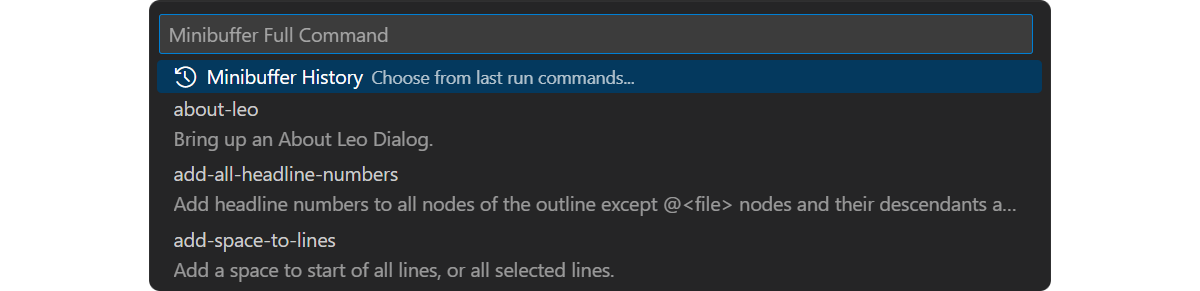 Minibuffer Full Command
Minibuffer History Choose from last run commands...
about-leo
Bring up an About Leo Dialog.
add-all-headline-numbers
Add headline numbers to all nodes of the outline except @<file> nodes and their descendants a...
add-space-to-lines
Add a space to start of all lines, or all selected lines.